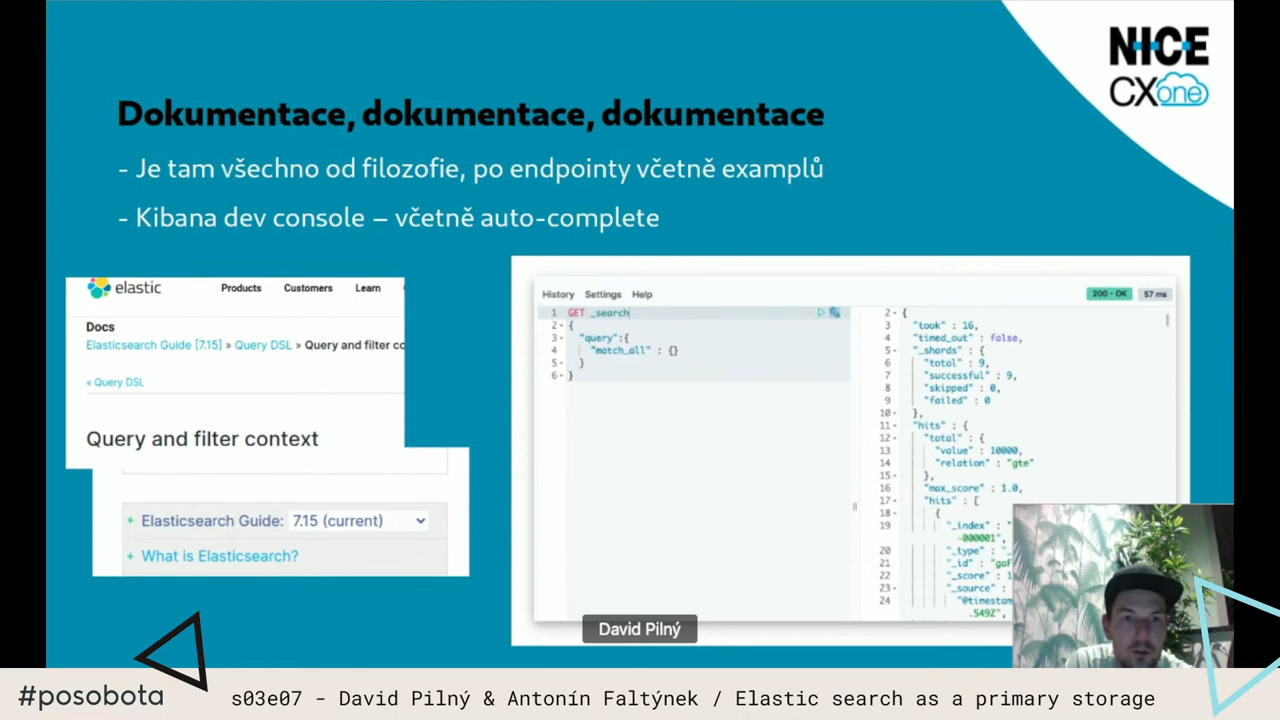 NICE
CXone
Dokumentace, dokumentace, dokumentace
- Je tam všechno od filozofie, po endpointy včetně examplů
- Kibana dev console – včetně auto-complete
elastic
Products Customers Learn
Docs
Elasticsearch Guide [7.15] » Query DSL » Query and filter co
« Query DSL
Query and filter context
+ Elasticsearch Guide: 7.15 (current)
+ What is Elasticsearch?
History Settings Help
200 - OK 57 ms
1 GET _search
2 {
3 "query":{
4 "match_all" : {}
5 }
6 }
2 {
3 "took" : 16,
4 "timed_out" : false,
5 "_shards" : {
6 "total" : 9,
7 "successful" : 9,
8 "skipped" : 0,
9 "failed" : 0
10 },
11 "hits" : {
12 "total" : {
13 "value" : 10000,
14 "relation" : "gte"
15 },
16 "max_score" : 1.0,
17 "hits" : [
18 {
19 "_index" :
-000001",
20 "_type" :
21 "_id" :
22 "_score" :
23 "_source" :
24 "@timestam
.549Z",
David Pilný
#posobota
s03e07 - David Pilný & Antonín Faltýnek / Elastic search as a primary storage